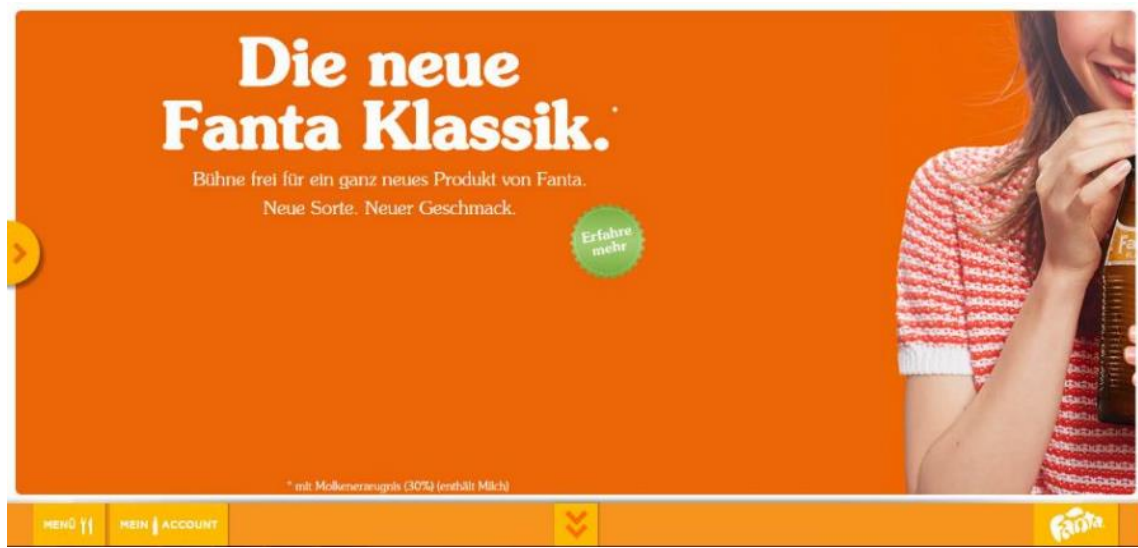 Die neue
Fanta Klassik.*
Bühne frei für ein ganz neues Produkt von Fanta.
Neue Sorte. Neuer Geschmack.
Erfahre
mehr
* mit Molkenerzeugnis (30%) (enthält Milch)
MENÜ
MEIN ACCOUNT
Fanta